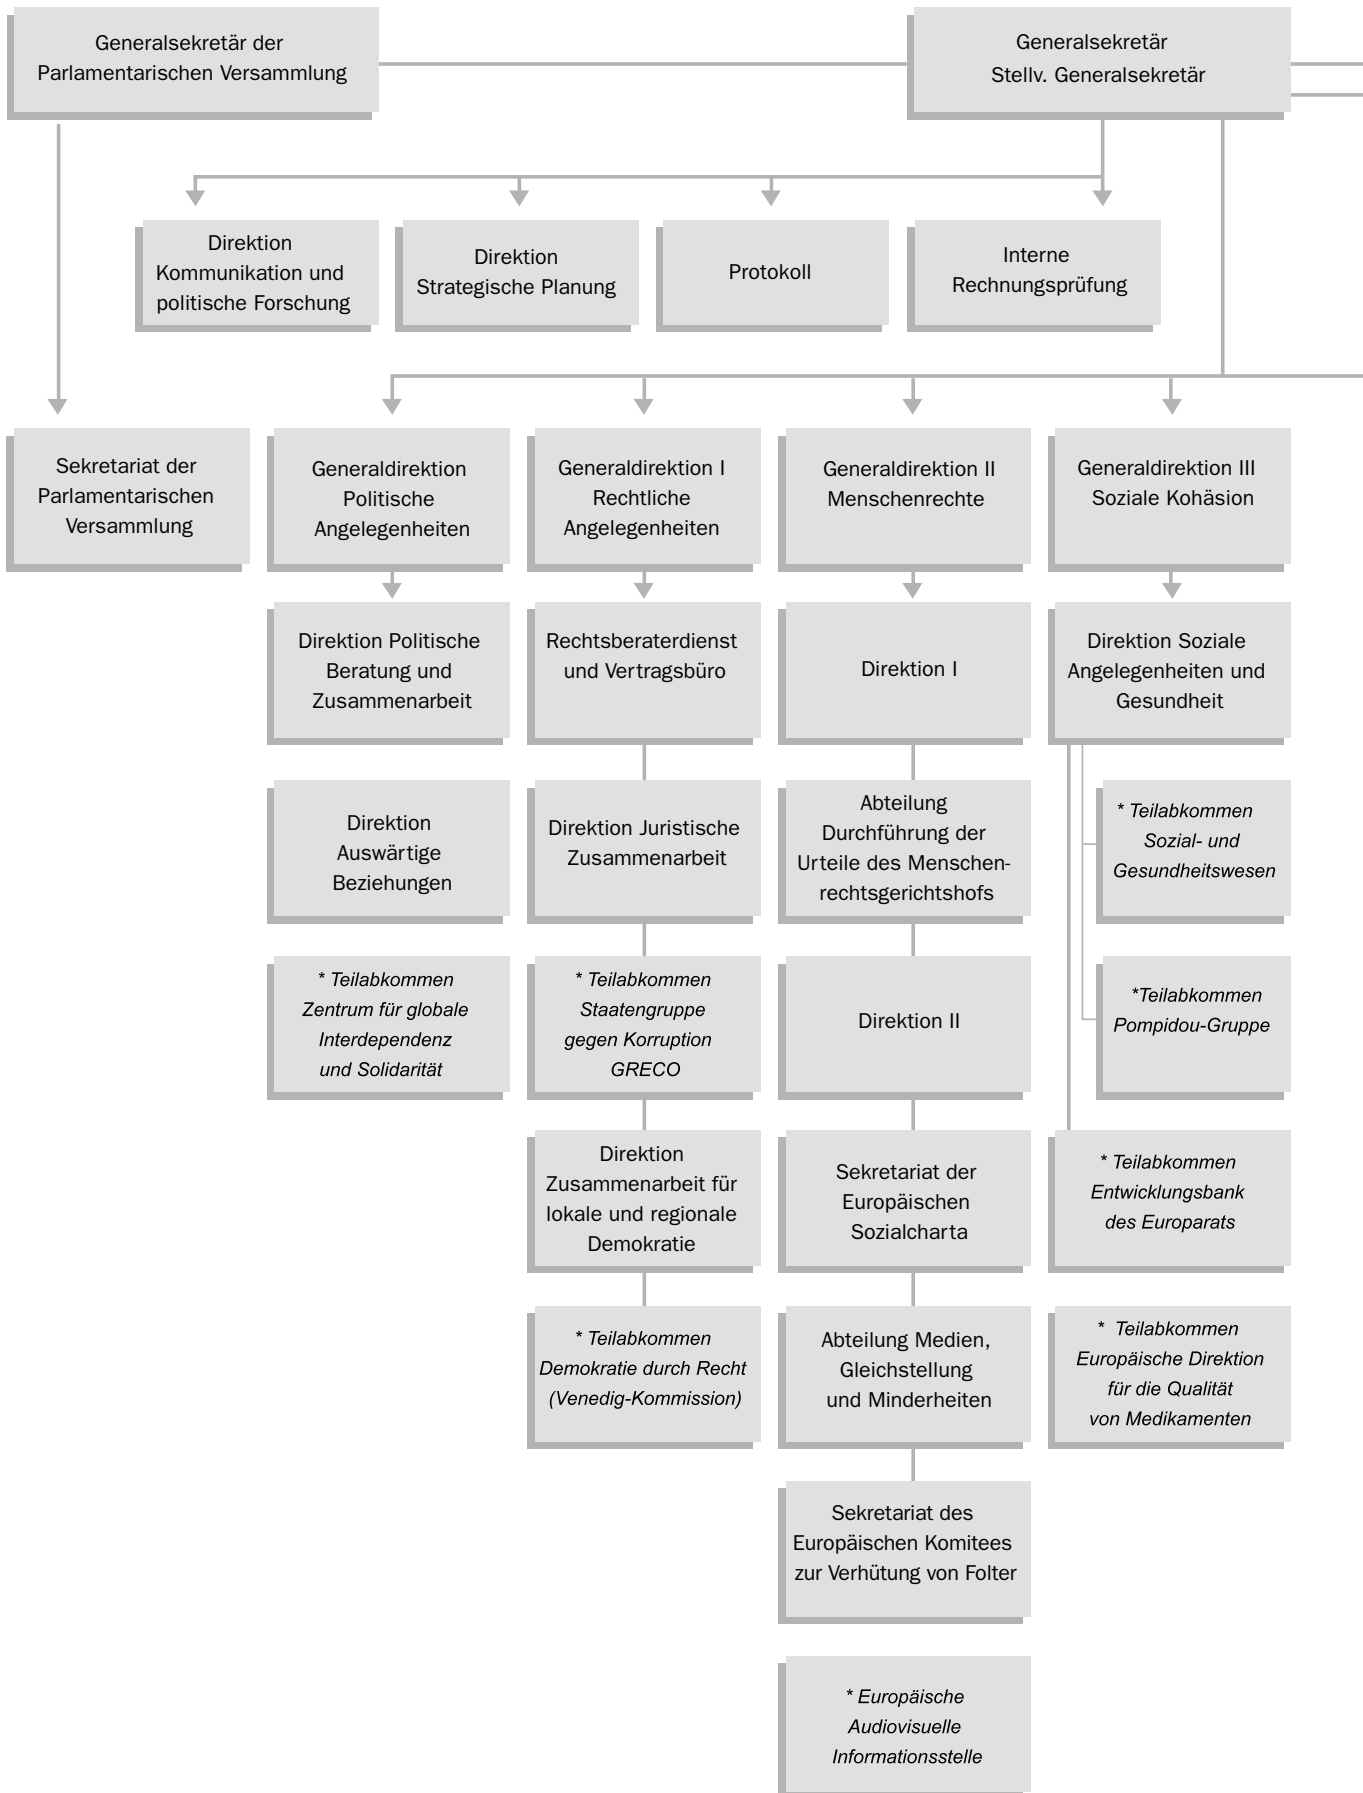 Generalsekretär der
Parlamentarischen Versammlung
Generalsekretär
Stellv. Generalsekretär
Direktion
Kommunikation und
politische Forschung
Direktion
Strategische Planung
Protokoll
Interne
Rechnungsprüfung
Sekretariat der
Parlamentarischen
Versammlung
Generaldirektion
Politische
Angelegenheiten
Generaldirektion I
Rechtliche
Angelegenheiten
Generaldirektion II
Menschenrechte
Generaldirektion III
Soziale Kohäsion
Direktion Politische
Beratung und
Zusammenarbeit
Rechtsberaterdienst
und Vertragsbüro
Direktion I
Direktion Soziale
Angelegenheiten und
Gesundheit
Direktion
Auswärtige
Beziehungen
Direktion Juristische
Zusammenarbeit
Abteilung
Durchführung der
Urteile des Menschen-
rechtsgerichtshofs
* Teilabkommen
Sozial- und
Gesundheitswesen
* Teilabkommen
Zentrum für globale
Interdependenz
und Solidarität
* Teilabkommen
Staatengruppe
gegen Korruption
GRECO
Direktion II
*Teilabkommen
Pompidou-Gruppe
Direktion
Zusammenarbeit für
lokale und regionale
Demokratie
Sekretariat der
Europäischen
Sozialcharta
* Teilabkommen
Entwicklungsbank
des Europarats
* Teilabkommen
Demokratie durch Recht
(Venedig-Kommission)
Abteilung Medien,
Gleichstellung
und Minderheiten
* Teilabkommen
Europäische Direktion
für die Qualität
von Medikamenten
Sekretariat des
Europäischen Komitees
zur Verhütung von Folter
* Europäische
Audiovisuelle
Informationsstelle